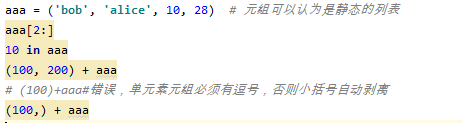 aaa = ('bob', 'alice', 10, 28)  # 元组可以认为是静态的列表
aaa[2:]
10 in aaa
(100, 200) + aaa
# (100)+aaa#错误，单元素元组必须有逗号，否则小括号自动剥离
(100,) + aaa